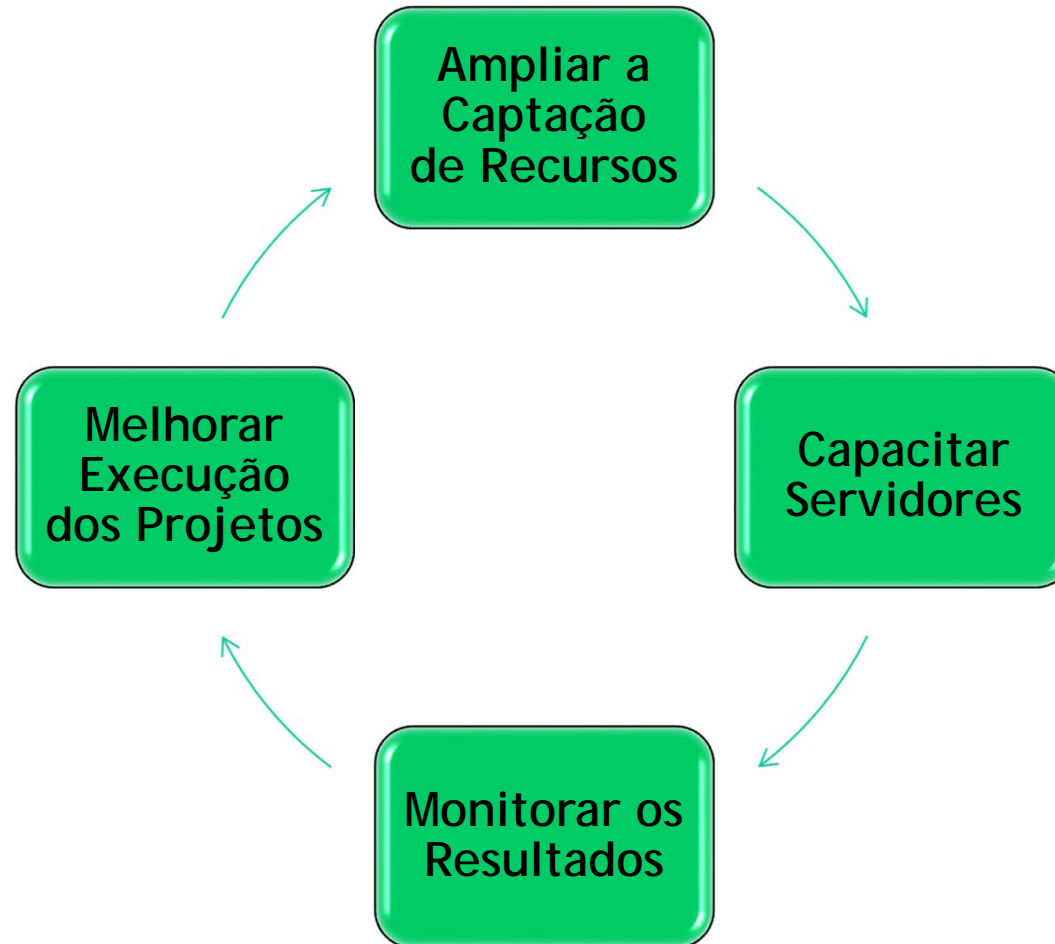 Ampliar a
Captação
de Recursos
Capacitar
Servidores
Monitorar os
Resultados
Melhorar
Execução
dos Projetos